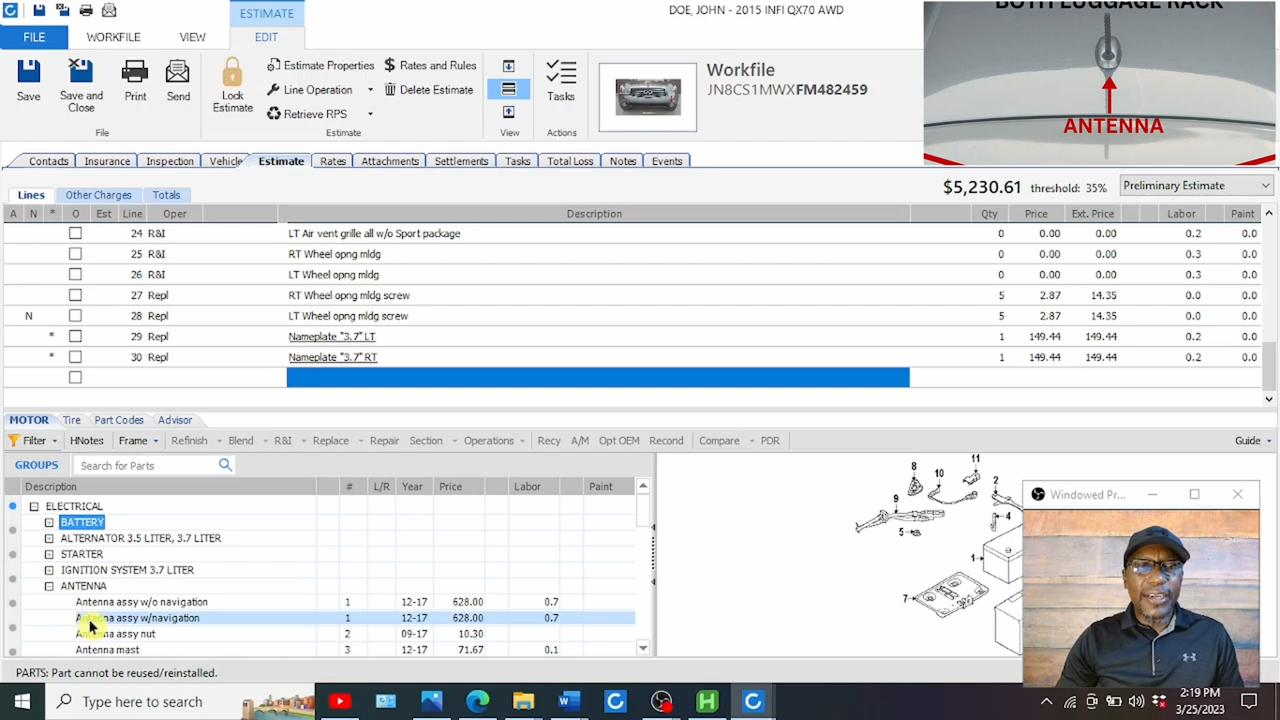 ESTIMATE
DOE, JOHN - 2015 INFI QX70 AWD
BOTH LUGGAGE RACK
FILE WORKFILE VIEW EDIT
Save
Save and Close
Print
Send
File
Lock Estimate
Estimate Properties
Line Operation
Retrieve RPS
Rates and Rules
Delete Estimate
Estimate
View
Tasks
Actions
Workfile
JN8CS1MWXFM482459
ANTENNA
Contacts Insurance Inspection Vehicle Estimate Rates Attachments Settlements Tasks Total Loss Notes Events
Lines Other Charges Totals
$5,230.61 threshold: 35% Preliminary Estimate
A N * O Est Line Oper Description Qty Price Ext. Price Labor Paint
24 R&I LT Air vent grille all w/o Sport package 0 0.00 0.00 0.2 0.0
25 R&I RT Wheel opng mldg 0 0.00 0.00 0.3 0.0
26 R&I LT Wheel opng mldg 0 0.00 0.00 0.3 0.0
27 Repl RT Wheel opng mldg screw 5 2.87 14.35 0.0 0.0
N 28 Repl LT Wheel opng mldg screw 5 2.87 14.35 0.0 0.0
* 29 Repl Nameplate "3.7" LT 1 149.44 149.44 0.2 0.0
* 30 Repl Nameplate "3.7" RT 1 149.44 149.44 0.2 0.0
MOTOR Tire Part Codes Advisor
Filter HNotes Frame Refinish Blend R&I Replace Repair Section Operations Recy A/M Opt OEM Recond Compare PDR Guide
GROUPS Search for Parts
Description # L/R Year Price Labor Paint
ELECTRICAL
BATTERY
ALTERNATOR 3.5 LITER, 3.7 LITER
STARTER
IGNITION SYSTEM 3.7 LITER
ANTENNA
Antenna assy w/o navigation 1 12-17 628.00 0.7
Antenna assy w/navigation 1 12-17 628.00 0.7
Antenna assy nut 2 09-17 10.30
Antenna mast 3 12-17 71.67 0.1
8 10 11 2
9 4
5 1
7
Windowed Pr...
PARTS: Part cannot be reused/reinstalled.
Type here to search
2:19 PM
3/25/2023